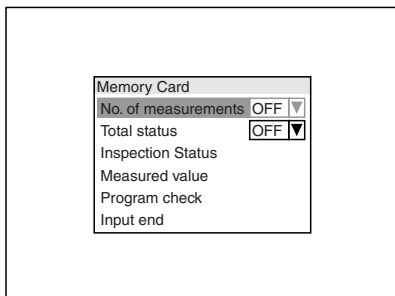 Memory Card
No. of measurements OFF
Total status OFF
Inspection Status
Measured value
Program check
Input end